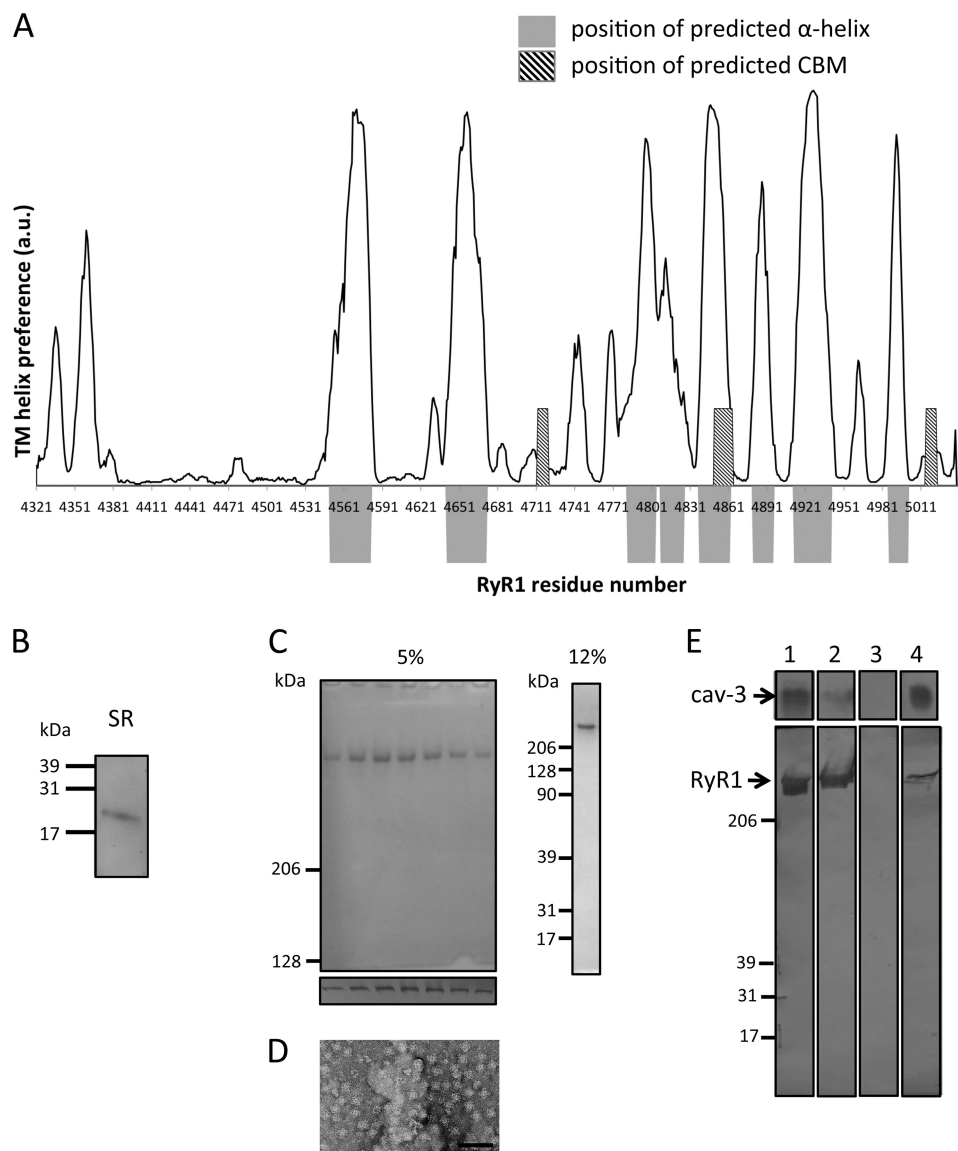 A
position of predicted α-helix
position of predicted CBM
TM helix preference (a.u.)
4321 4351 4381 4411 4441 4471 4501 4531 4561 4591 4621 4651 4681 4711 4741 4771 4801 4831 4861 4891 4921 4951 4981 5011
RyR1 residue number
B
SR
kDa
39
31
17
C
5%
kDa
206
128
12%
kDa
206
128
90
39
31
17
D
E
1 2 3 4
cav-3
RyR1
206
39
31
17